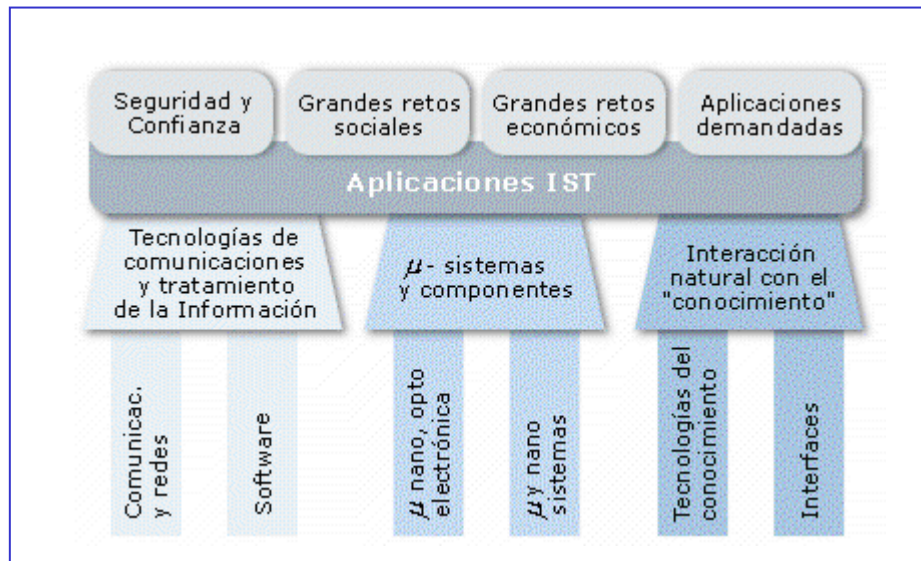 Seguridad y
Confianza
Grandes retos
sociales
Grandes retos
económicos
Aplicaciones
demandadas
Aplicaciones IST
Tecnologías de
comunicaciones
y tratamiento
de la Información
µ- sistemas
y componentes
Interacción
natural con el
"conocimiento"
Comunicac.
y redes
Software
µ nano, opto
electrónica
µy nano
sistemas
Tecnologías del
conocimiento
Interfaces